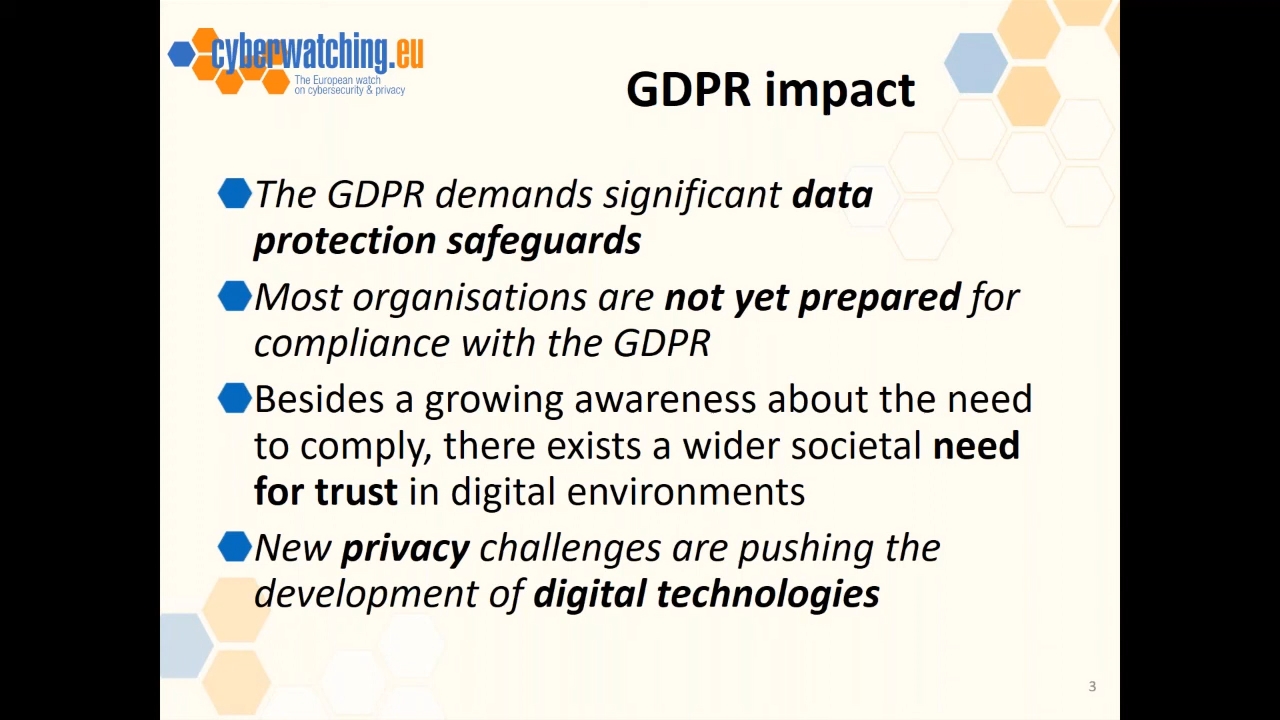 cyberwatching.eu
The European watch
on cybersecurity & privacy
GDPR impact
The GDPR demands significant data
protection safeguards
Most organisations are not yet prepared for
compliance with the GDPR
Besides a growing awareness about the need
to comply, there exists a wider societal need
for trust in digital environments
New privacy challenges are pushing the
development of digital technologies
3